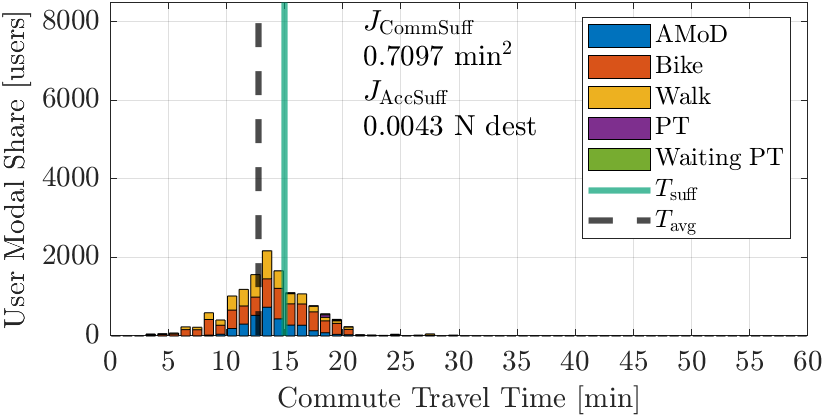 8000
6000
4000
2000
0
User Modal Share [users]
J_CommSuff
0.7097 min²
J_AccSuff
0.0043 N dest
AMoD
Bike
Walk
PT
Waiting PT
T_suff
T_avg
0 5 10 15 20 25 30 35 40 45 50 55 60
Commute Travel Time [min]